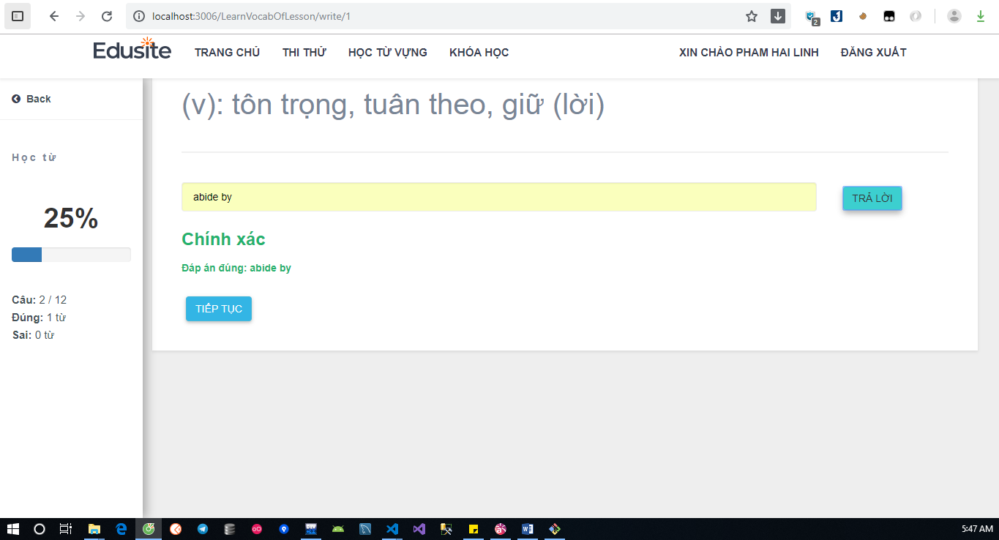 localhost:3006/LearnVocabOfLesson/write/1
2
Edusite
TRANG CHỦ
THI THỬ
HỌC TỪ VỰNG
KHÓA HỌC
XIN CHÀO PHAM HAI LINH
ĐĂNG XUẤT
Back
Học từ
25%
Câu: 2 / 12
Đúng: 1 từ
Sai: 0 từ
(v): tôn trọng, tuân theo, giữ (lời)
abide by
TRẢ LỜI
Chính xác
Đáp án đúng: abide by
TIẾP TỤC
DEV
5:47 AM